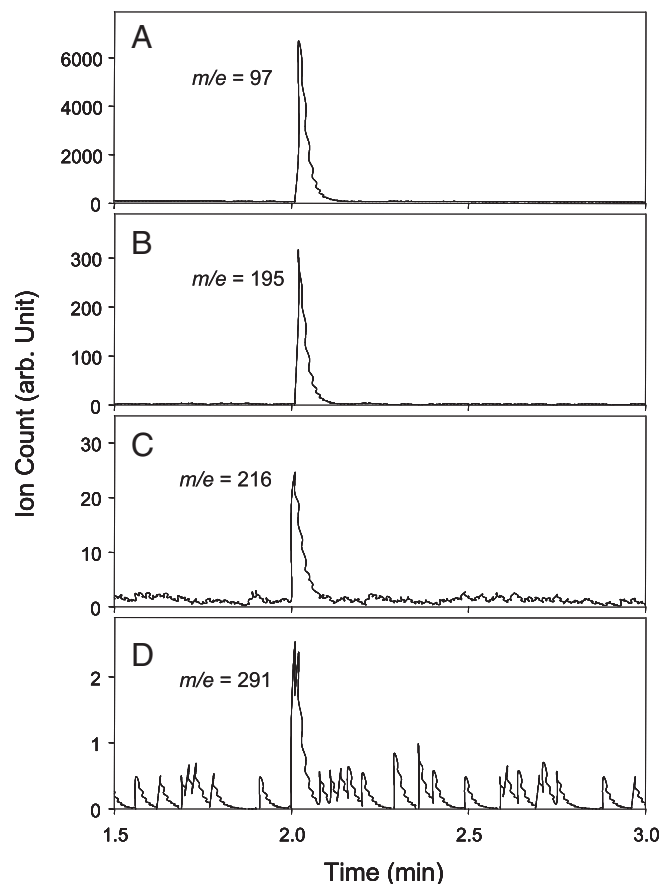 A
m/e = 97
6000
4000
2000
0
B
m/e = 195
300
200
100
0
C
m/e = 216
30
20
10
0
D
m/e = 291
2
1
0
Ion Count (arb. Unit)
1.5 2.0 2.5 3.0
Time (min)